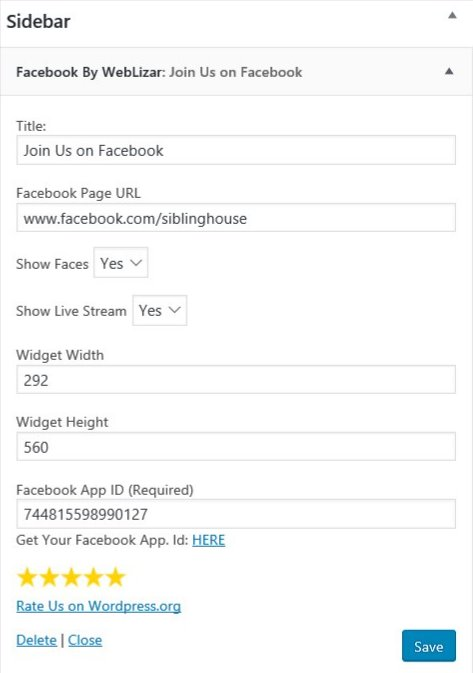 Sidebar
Facebook By WebLizar: Join Us on Facebook
Title:
Join Us on Facebook
Facebook Page URL
www.facebook.com/siblinghouse
Show Faces Yes
Show Live Stream Yes
Widget Width
292
Widget Height
560
Facebook App ID (Required)
744815598990127
Get Your Facebook App. Id: HERE
Rate Us on Wordpress.org
Delete | Close
Save